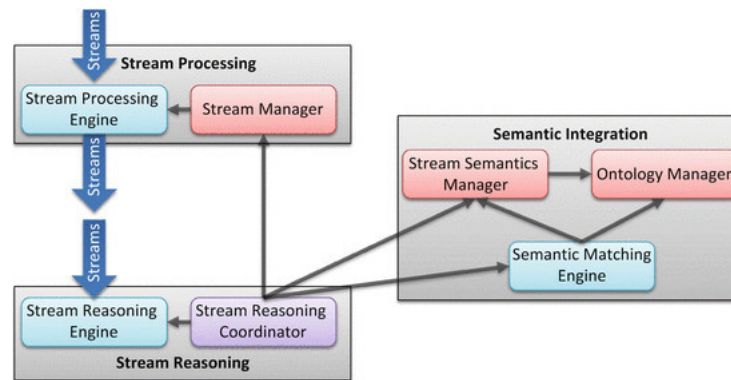 Streams
Stream Processing
Stream Processing
Engine
Stream Manager
Streams
Semantic Integration
Stream Semantics
Manager
Ontology Manager
Semantic Matching
Engine
Streams
Stream Reasoning
Engine
Stream Reasoning
Coordinator
Stream Reasoning